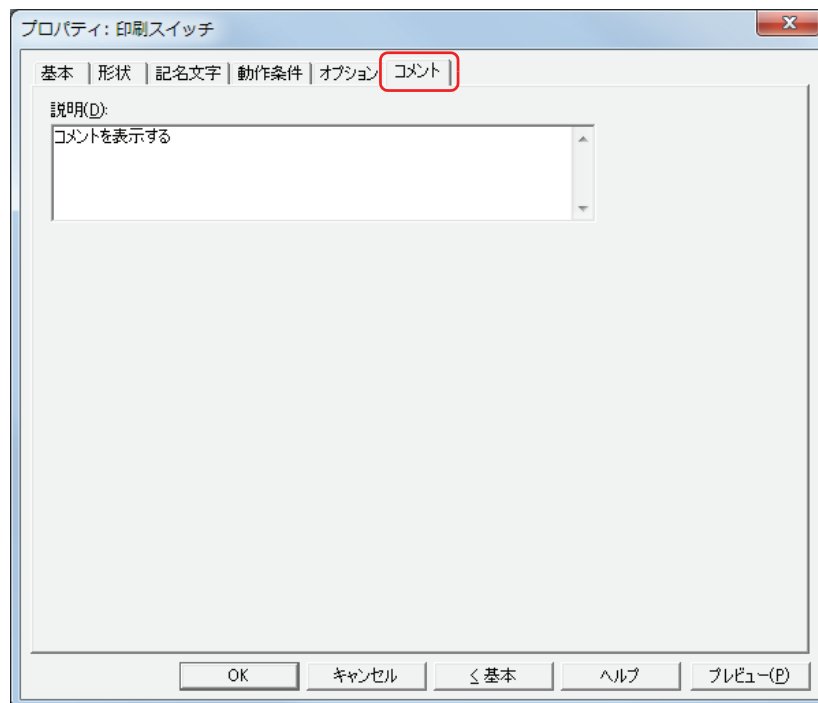 プロパティ: 印刷スイッチ
基本 形状 記名文字 動作条件 オプション コメント
説明(D):
コメントを表示する
OK キャンセル <基本 ヘルプ プレビュー(P)